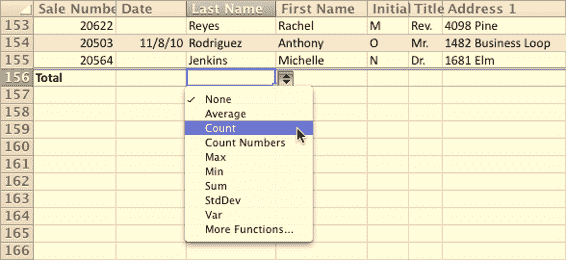 Sale Numbe Date Last Name First Name Initial Title Address 1
153 20622 Reyes Rachel M Rev. 4098 Pine
154 20503 11/8/10 Rodriguez Anthony O Mr. 1482 Business Loop
155 20564 Jenkins Michelle N Dr. 1681 Elm
156 Total
157
158 ✓ None
Average
159 Count
160 Count Numbers
161 Max
Min
162 Sum
163 StdDev
164 Var
165 More Functions...
166